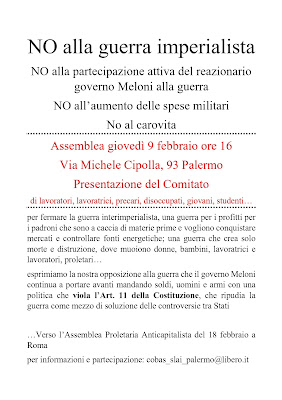 NO alla guerra imperialista
NO alla partecipazione attiva del reazionario
governo Meloni alla guerra
NO all'aumento delle spese militari
No al carovita
Assemblea giovedì 9 febbraio ore 16
Via Michele Cipolla, 93 Palermo
Presentazione del Comitato
di lavoratori, lavoratrici, precari, disoccupati, giovani, studenti…
per fermare la guerra interimperialista, una guerra per i profitti per
i padroni che sono a caccia di materie prime e vogliono conquistare
mercati e controllare fonti energetiche; una guerra che crea solo
morte e distruzione, dove muoiono donne, bambini, lavoratrici e
lavoratori, proletari…
esprimiamo la nostra opposizione alla guerra che il governo Meloni
continua a portare avanti mandando soldi, uomini e armi con una
politica che viola l'Art. 11 della Costituzione, che ripudia la
guerra come mezzo di soluzione delle controversie tra Stati
…Verso l'Assemblea Proletaria Anticapitalista del 18 febbraio a
Roma
per informazioni e partecipazione: cobas_slai_palermo@libero.it